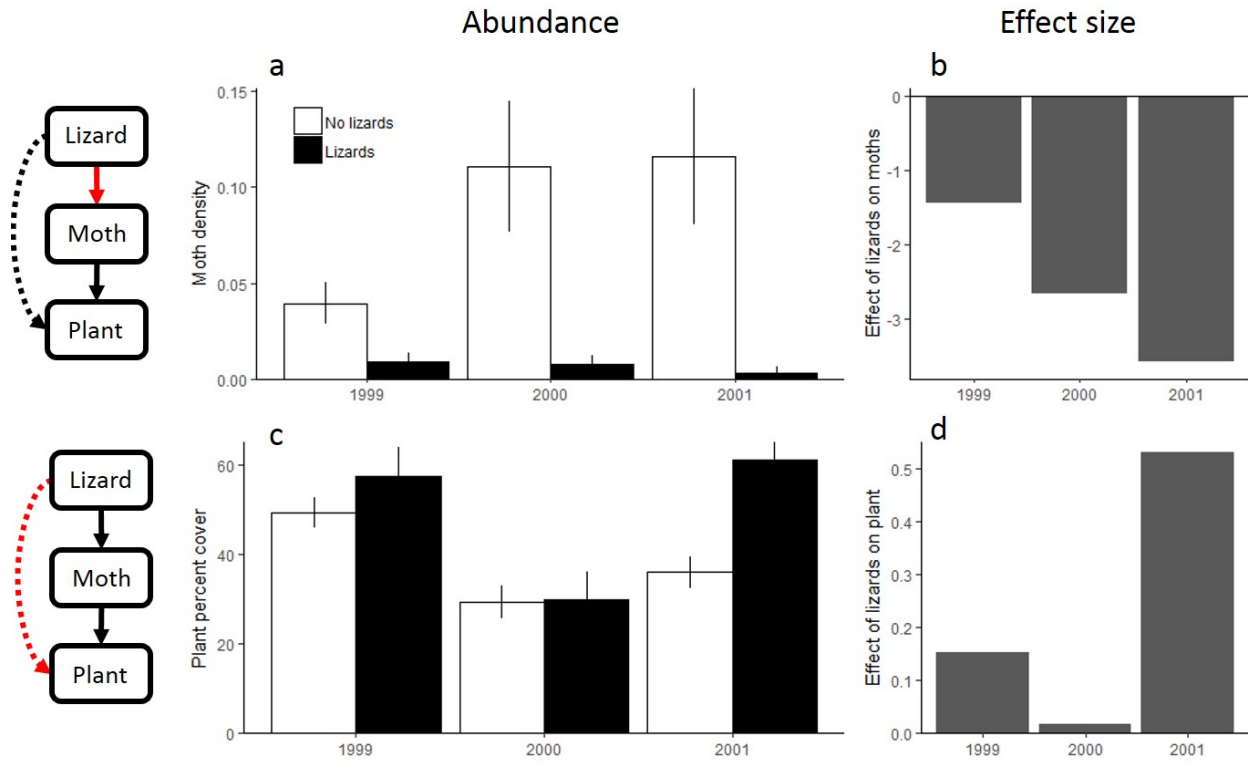 Abundance
Effect size
Lizard
Moth
Plant
a
Moth density
0.15
0.10
0.05
0.00
No lizards
Lizards
1999
2000
2001
b
Effect of lizards on moths
0
-1
-2
-3
1999
2000
2001
Lizard
Moth
Plant
c
Plant percent cover
60
40
20
0
1999
2000
2001
d
Effect of lizards on plant
0.5
0.4
0.3
0.2
0.1
0.0
1999
2000
2001